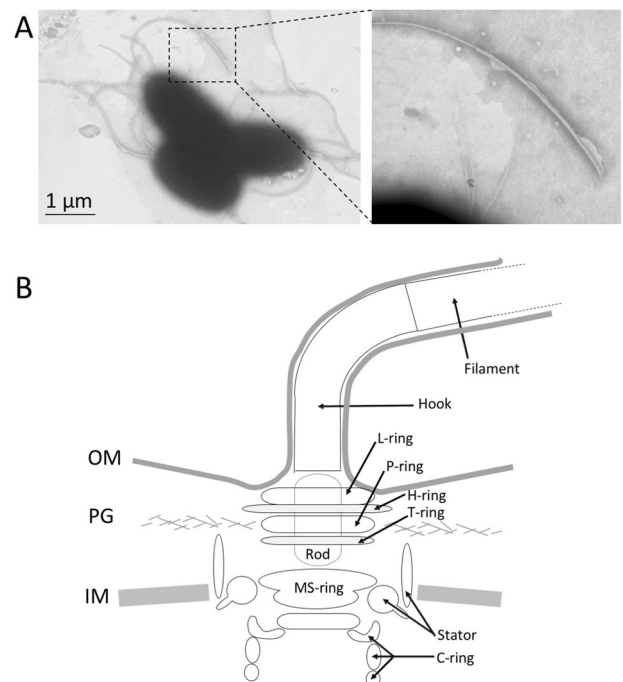 A
1 μm
B
Filament
Hook
L-ring
OM
P-ring
H-ring
PG
T-ring
Rod
MS-ring
IM
Stator
C-ring